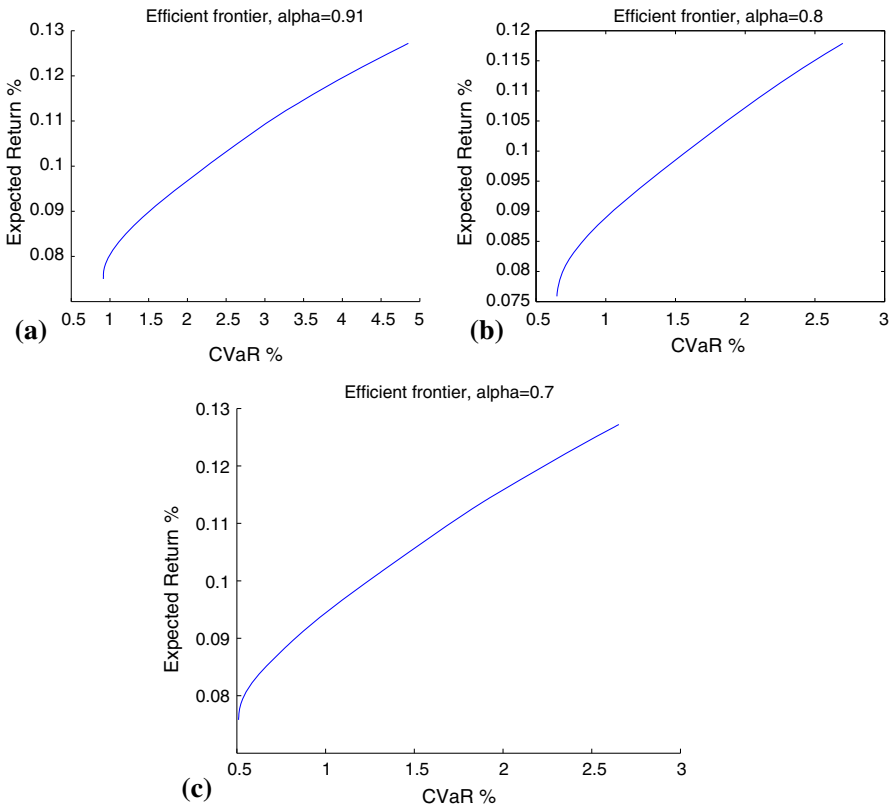 Efficient frontier, alpha=0.91
0.13
0.12
0.11
0.1
0.09
0.08
Expected Return %
0.5 1 1.5 2 2.5 3 3.5 4 4.5 5
CVaR %
(a)
Efficient frontier, alpha=0.8
0.12
0.115
0.11
0.105
0.1
0.095
0.09
0.085
0.08
0.075
Expected Return %
0.5 1 1.5 2 2.5 3
CVaR %
(b)
Efficient frontier, alpha=0.7
0.13
0.12
0.11
0.1
0.09
0.08
Expected Return %
0.5 1 1.5 2 2.5 3
CVaR %
(c)